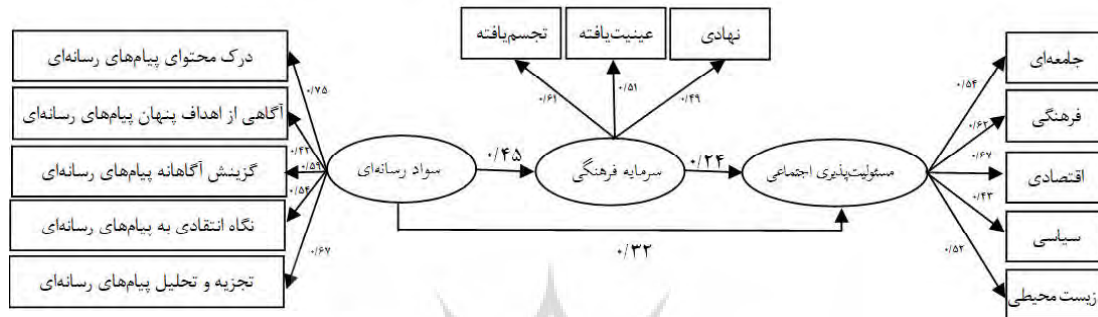 تجسم‌یافته
عینیت‌یافته
نهادی
درک محتوای پیام‌های رسانه‌ای
آگاهی از اهداف پنهان پیام‌های رسانه‌ای
گزینش آگاهانه پیام‌های رسانه‌ای
نگاه انتقادی به پیام‌های رسانه‌ای
تجزیه و تحلیل پیام‌های رسانه‌ای
۰/۷۵
۰/۴۲
۰/۵۹
۰/۵۴
۰/۶۷
سواد رسانه‌ای
۰/۴۵
سرمایه فرهنگی
۰/۶۱
۰/۵۱
۰/۴۹
۰/۲۴
مسئولیت‌پذیری اجتماعی
۰/۳۲
۰/۵۴
۰/۶۲
۰/۶۷
۰/۴۳
۰/۵۲
جامعه‌ای
فرهنگی
اقتصادی
سیاسی
زیست محیطی